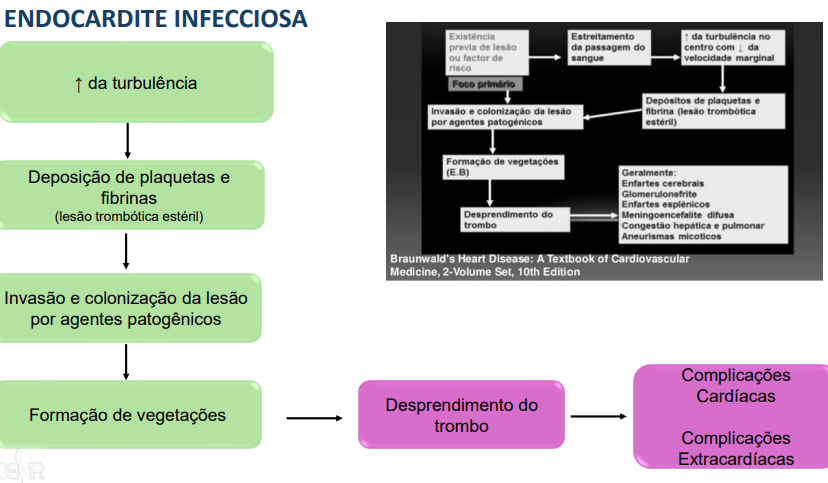 ENDOCARDITE INFECCIOSA
↑ da turbulência
Deposição de plaquetas e
fibrinas
(lesão trombótica estéril)
Invasão e colonização da lesão
por agentes patogênicos
Formação de vegetações
Desprendimento do
trombo
Complicações
Cardíacas
Complicações
Extracardíacas
Existência
previa de lesão
ou factor de
risco
Foco primário
Estreitamento
da passagem do
sangue
↑ da turbulência no
centro com ↓ da
velocidade marginal
Depósitos de plaquetas e
fibrina (lesão trombótica
estéril)
Invasão e colonização da lesão
por agentes patogénicos
Formação de vegetações
(E.B)
Desprendimento do
trombo
Geralmente:
Enfartes cerebrais
Glomerulonefrite
Enfartes esplénicos
Meningoencefalite difusa
Congestão hepática e pulmonar
Aneurismas micoticos
Braunwald's Heart Disease: A Textbook of Cardiovascular
Medicine, 2-Volume Set, 10th Edition